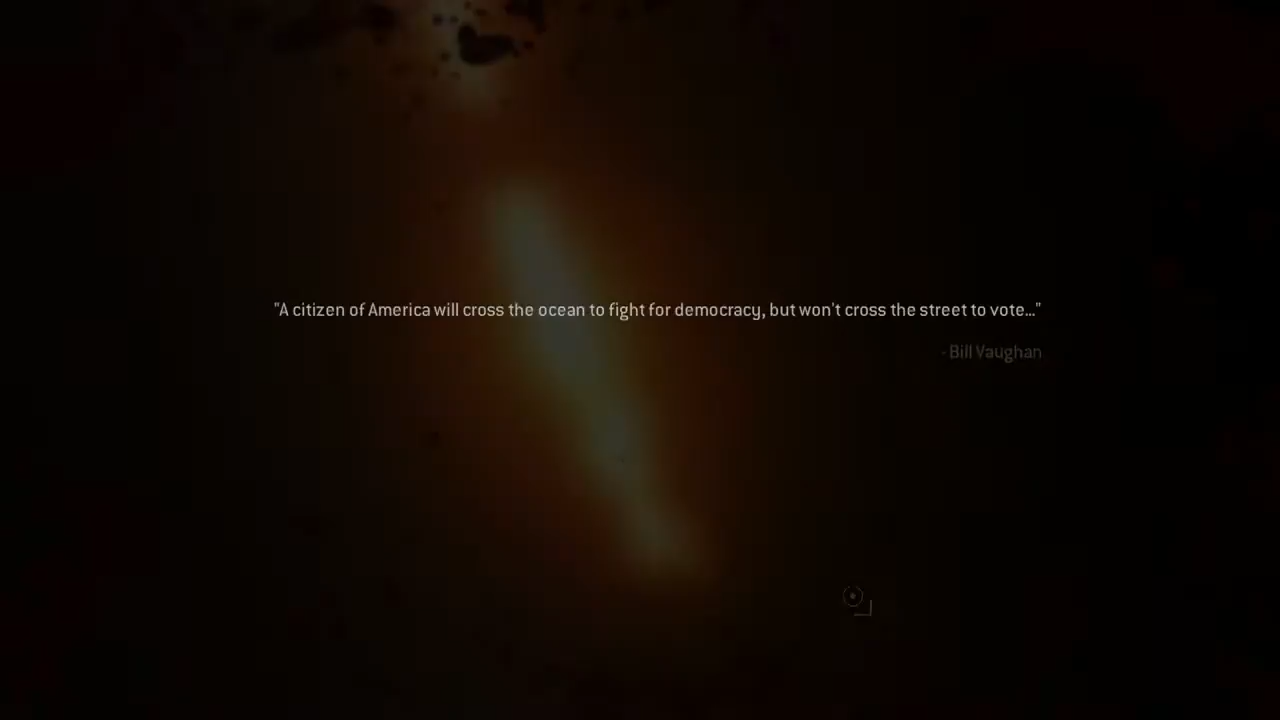 "A citizen of America will cross the ocean to fight for democracy, but won't cross the street to vote..."
- Bill Vaughan